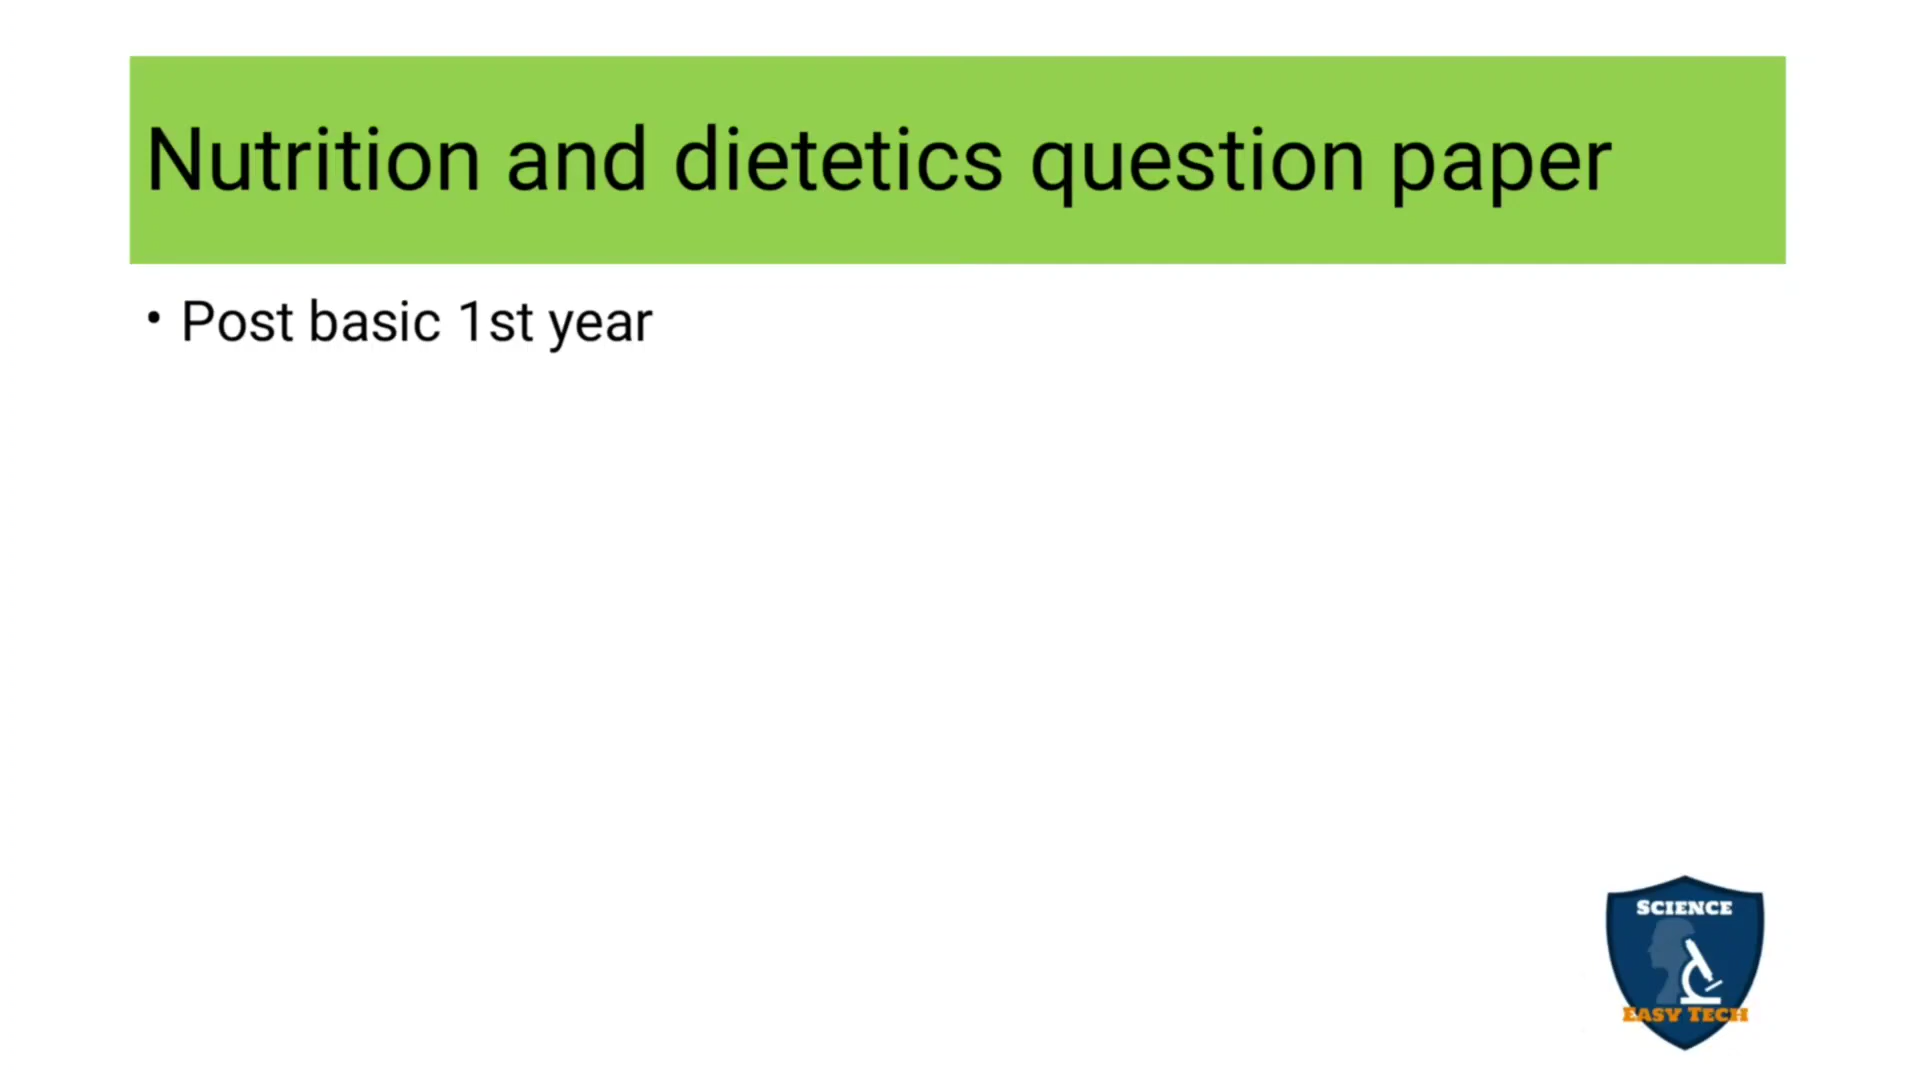 Nutrition and dietetics question paper
• Post basic 1st year
SCIENCE
EASY TECH